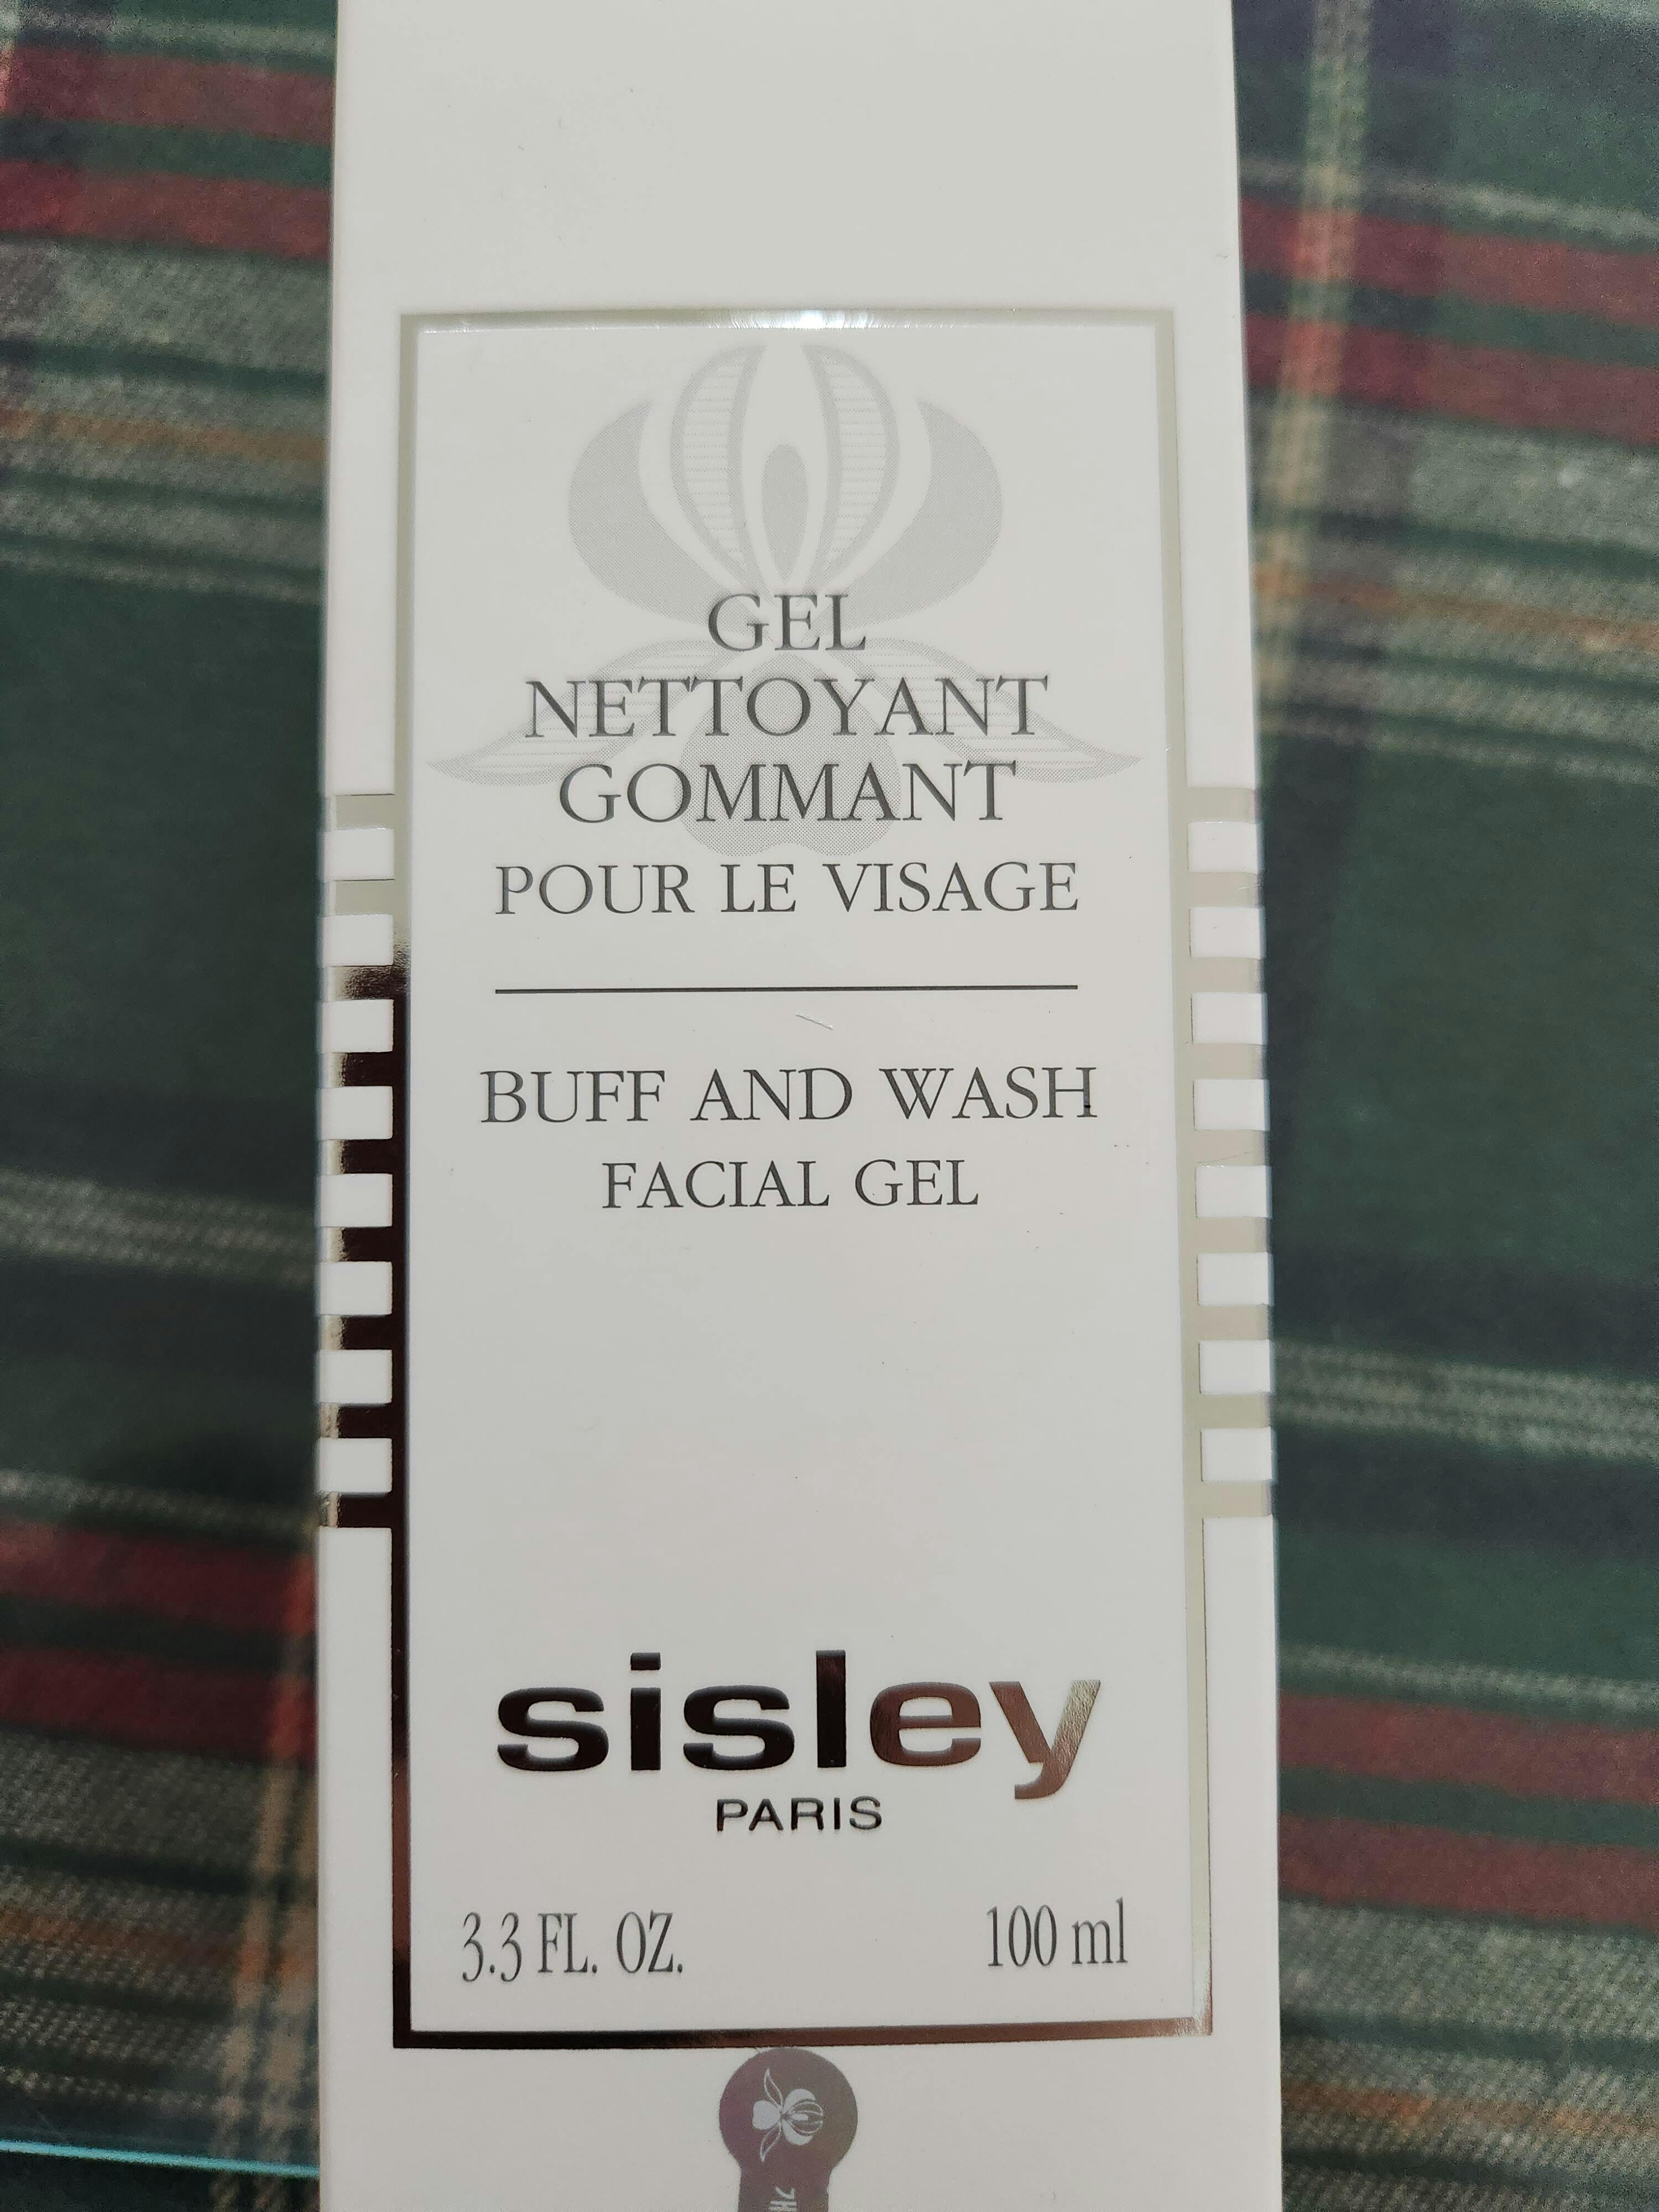 GEL
NETTOYANT
GOMMANT
POUR LE VISAGE
BUFF AND WASH
FACIAL GEL
sisley
PARIS
3.3 FL. OZ. 100 ml